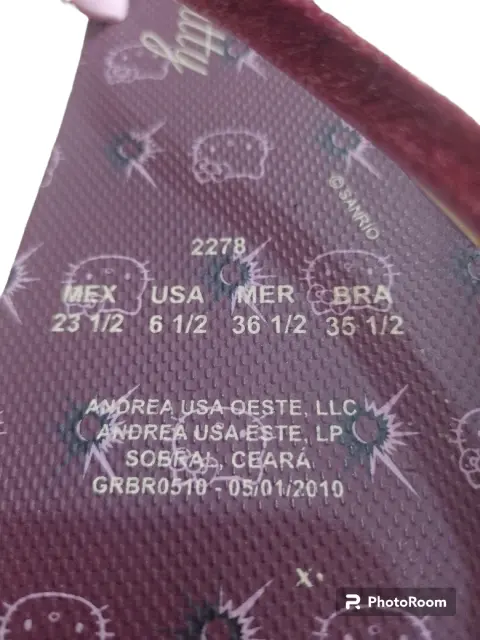 © SANRIO
2278
MEX USA MER BRA
23 1/2 6 1/2 36 1/2 35 1/2
ANDREA USA OESTE, LLC
ANDREA USA ESTE, LP
SOBRAL, CEARÁ
GRBR0510 - 05/01/2010
PhotoRoom